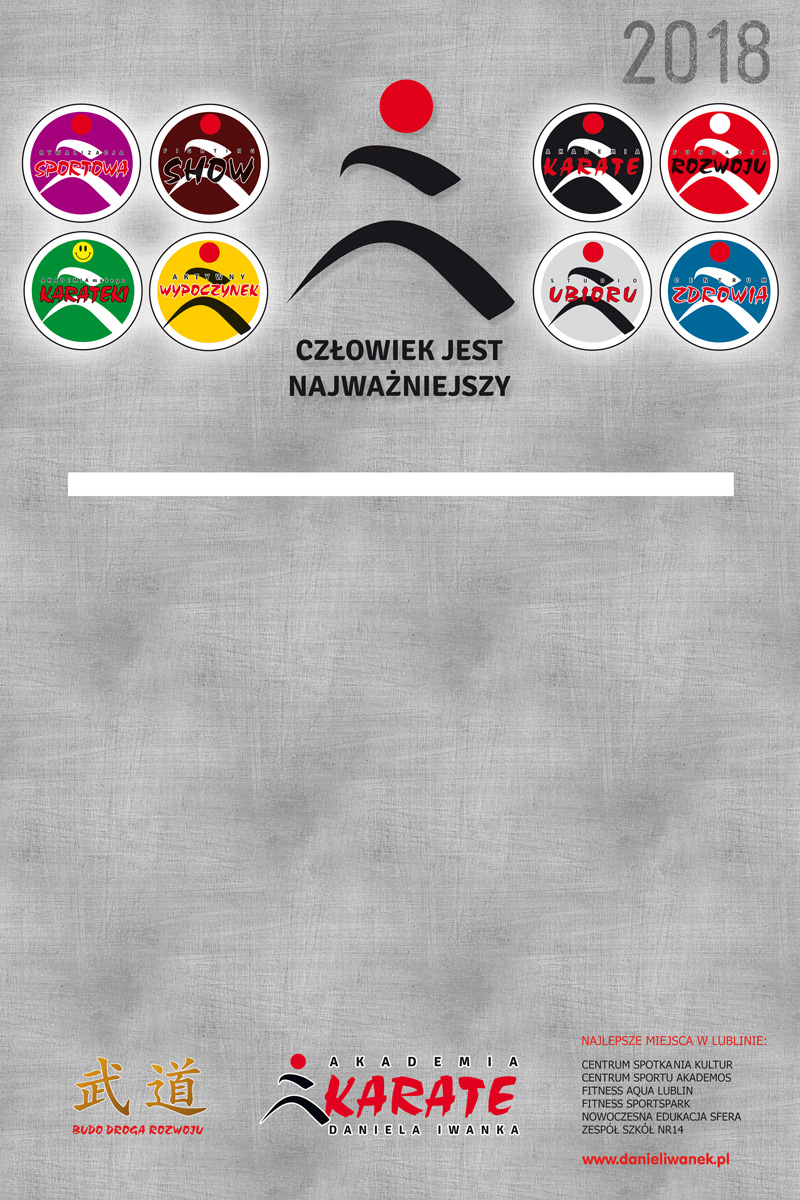 2018
RYWALIZACJA
SPORTOWA
FIGHTING
SHOW
AKADEMIA
KARATE
FUNDACJA
ROZWOJU
AKADEMIA małego
KARATEKI
AKTYWNY
WYPOCZYNEK
STUDIO
UBIORU
CENTRUM
ZDROWIA
CZŁOWIEK JEST
NAJWAŻNIEJSZY
武道
BUDO DROGA ROZWOJU
AKADEMIA
KARATE
DANIELA IWANKA
NAJLEPSZE MIEJSCA W LUBLINIE:
CENTRUM SPOTKANIA KULTUR
CENTRUM SPORTU AKADEMOS
FITNESS AQUA LUBLIN
FITNESS SPORTSPARK
NOWOCZESNA EDUKACJA SFERA
ZESPÓŁ SZKÓŁ NR14
www.danieliwanek.pl